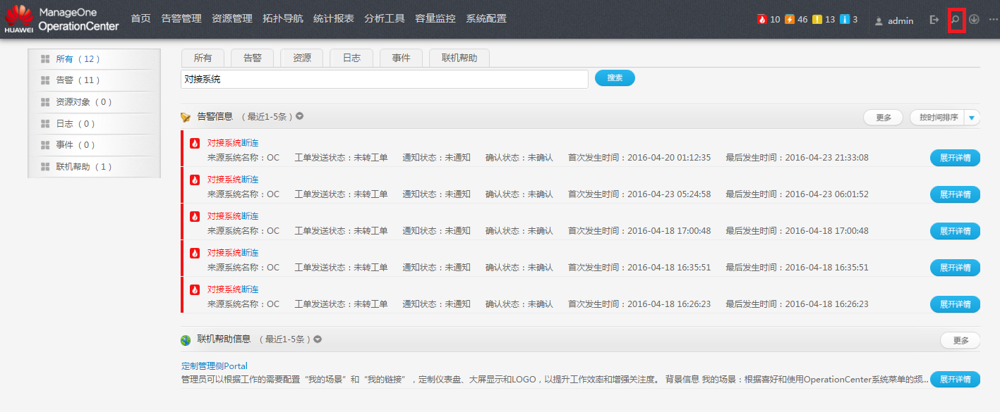 ManageOne
OperationCenter
HUAWEI
首页 告警管理 资源管理 拓扑导航 统计报表 分析工具 容量监控 系统配置
10 46 13 3 admin
所有（12）
告警（11）
资源对象（0）
日志（0）
事件（0）
联机帮助（1）
所有 告警 资源 日志 事件 联机帮助
对接系统 搜索
告警信息 （最近1-5条） 更多 按时间排序
对接系统断连
来源系统名称：OC 工单发送状态：未转工单 通知状态：未通知 确认状态：未确认 首次发生时间：2016-04-20 01:12:35 最后发生时间：2016-04-23 21:33:08 展开详情
对接系统断连
来源系统名称：OC 工单发送状态：未转工单 通知状态：未通知 确认状态：未确认 首次发生时间：2016-04-23 05:24:58 最后发生时间：2016-04-23 06:01:52 展开详情
对接系统断连
来源系统名称：OC 工单发送状态：未转工单 通知状态：未通知 确认状态：未确认 首次发生时间：2016-04-18 17:00:48 最后发生时间：2016-04-18 17:00:48 展开详情
对接系统断连
来源系统名称：OC 工单发送状态：未转工单 通知状态：未通知 确认状态：未确认 首次发生时间：2016-04-18 16:35:51 最后发生时间：2016-04-18 16:35:51 展开详情
对接系统断连
来源系统名称：OC 工单发送状态：未转工单 通知状态：未通知 确认状态：未确认 首次发生时间：2016-04-18 16:26:23 最后发生时间：2016-04-18 16:26:23 展开详情
联机帮助信息 （最近1-5条） 更多
定制管理侧Portal
管理员可以根据工作的需要配置“我的场景”和“我的链接”，定制仪表盘、大屏显示和LOGO，以提升工作效率和增强关注度。 背景信息 我的场景：根据喜好和使用OperationCenter系统菜单的频... 展开详情